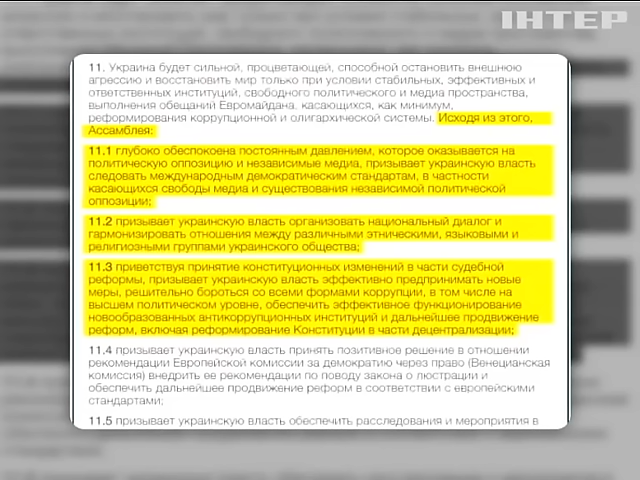 ІНТЕР
11. Украина будет сильной, процветающей, способной остановить внешнюю
агрессию и восстановить мир только при условии стабильных, эффективных и
ответственных институций, свободного политического и медиа пространства,
выполнения обещаний Евромайдана, касающихся, как минимум,
реформирования коррупционной и олигархической системы. Исходя из этого,
Ассамблея:
11.1 глубоко обеспокоена постоянным давлением, которое оказывается на
политическую оппозицию и независимые медиа, призывает украинскую власть
следовать международным демократическим стандартам, в частности
касающихся свободы медиа и существования независимой политической
оппозиции;
11.2 призывает украинскую власть организовать национальный диалог и
гармонизировать отношения между различными этническими, языковыми и
религиозными группами украинского общества;
11.3 приветствуя принятие конституционных изменений в части судебной
реформы, призывает украинскую власть эффективно предпринимать новые
меры, решительно бороться со всеми формами коррупции, в том числе на
высшем политическом уровне, обеспечить эффективное функционирование
новообразованных антикоррупционных институций и дальнейшее продвижение
реформ, включая реформирование Конституции в части децентрализации;
11.4 призывает украинскую власть принять позитивное решение в отношении
рекомендации Европейской комиссии за демократию через право (Венецианская
комиссия) внедрить ее рекомендации по поводу закона о люстрации и
обеспечить дальнейшее продвижение реформ в соответствии с европейскими
стандартами;
11.5 призывает украинскую власть обеспечить расследования и мероприятия в